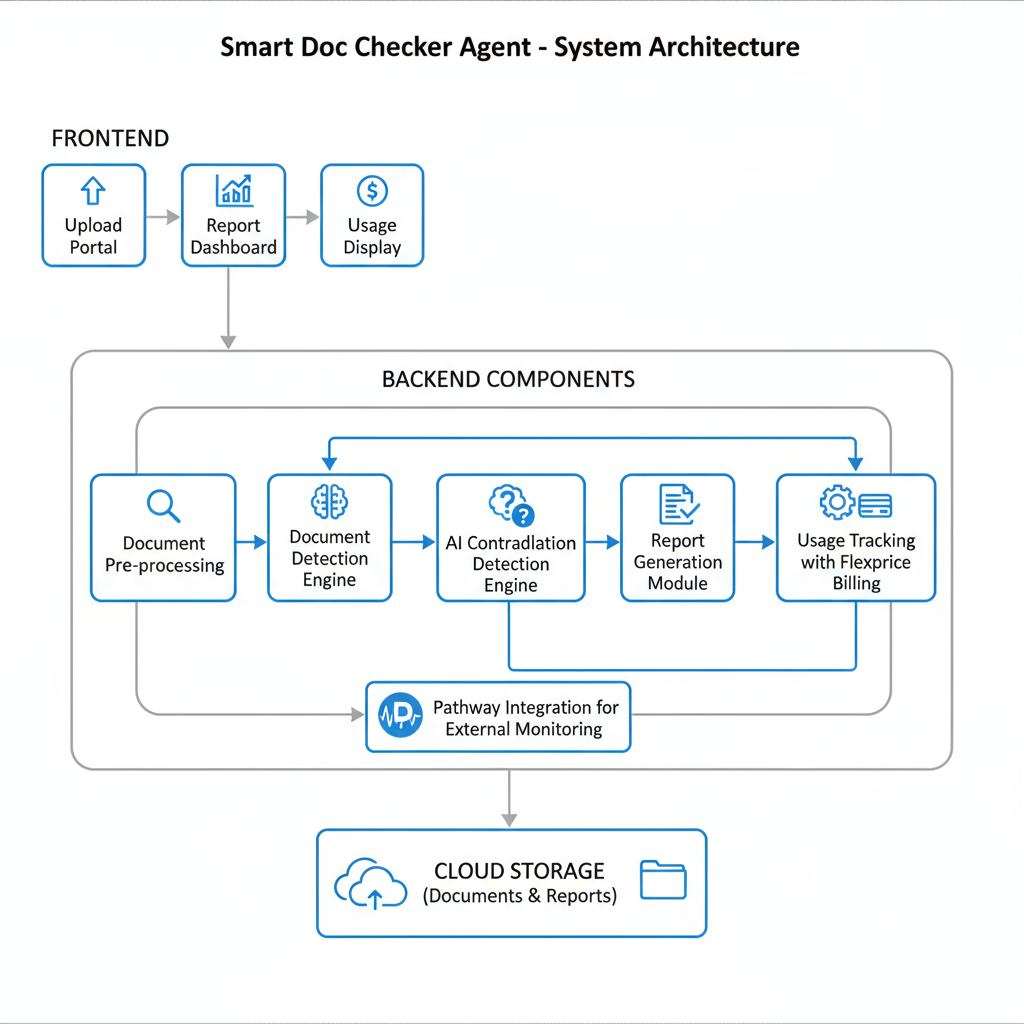 Smart Doc Checker Agent - System Architecture
FRONTEND
Upload
Portal
Report
Dashboard
Usage
Display
BACKEND COMPONENTS
Document
Pre-processing
Document
Detection
Engine
AI Contradlation
Detection
Engine
Report
Generation
Module
Usage Tracking
with Flexprice
Billing
Pathway Integration for
External Monitoring
CLOUD STORAGE
(Documents & Reports)